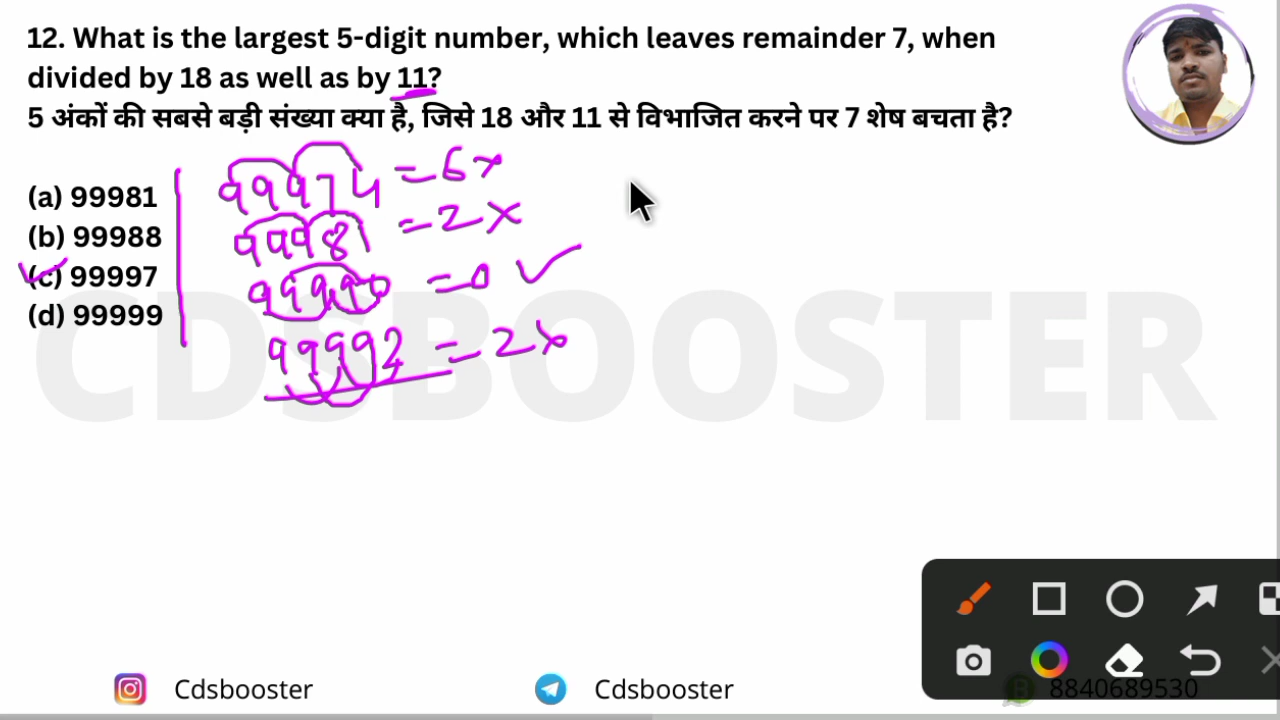 12. What is the largest 5-digit number, which leaves remainder 7, when
divided by 18 as well as by 11?
5 अंकों की सबसे बड़ी संख्या क्या है, जिसे 18 और 11 से विभाजित करने पर 7 शेष बचता है?
(a) 99981
(b) 99988
(c) 99997
(d) 99999
99974 = 6 ×
99981 = 2 ×
99990 = 0 ✓
99992 = 2 ×
CDSBOOSTER
Cdsbooster
Cdsbooster
8840689530